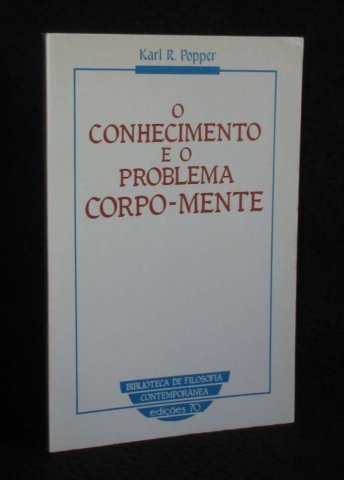 Karl R. Popper
O
CONHECIMENTO
E O
PROBLEMA
CORPO-MENTE
BIBLIOTECA DE FILOSOFIA
CONTEMPORÂNEA
edições 70